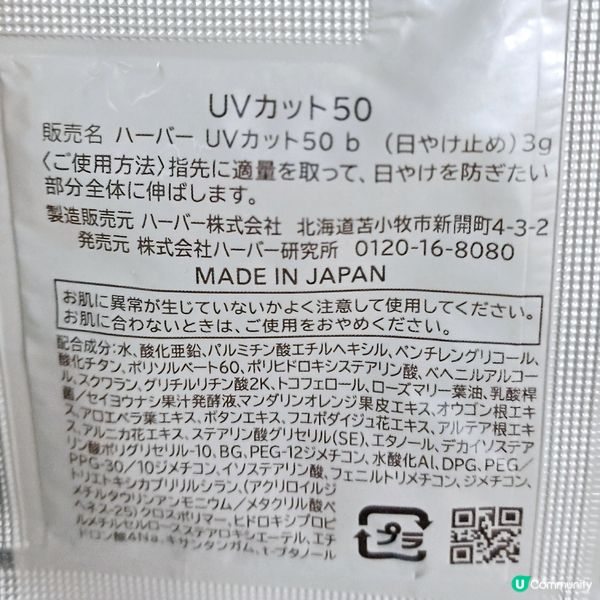 UVカット50
販売名 ハーバー UVカット50 b (日やけ止め)3g
〈ご使用方法〉指先に適量を取って、日やけを防ぎたい
部分全体に伸ばします。
製造販売元 ハーバー株式会社 北海道苫小牧市新開町4-3-2
発売元 株式会社ハーバー研究所 0120-16-8080
MADE IN JAPAN
お肌に異常が生じていないかよく注意して使用してください。
お肌に合わないときは、ご使用をおやめください。
配合成分:水、酸化亜鉛、パルミチン酸エチルヘキシル、ペンチレングリコール、
酸化チタン、ポリソルベート60、ポリヒドロキシステアリン酸、ベヘニルアルコー
ル、スクワラン、グリチルリチン酸2K、トコフェロール、ローズマリー葉油、乳酸桿
菌/セイヨウナシ果汁発酵液、マンダリンオレンジ果皮エキス、オウゴン根エキ
ス、アロエベラ葉エキス、ボタンエキス、フユボダイジュ花エキス、アルテア根エキ
ス、アルニカ花エキス、ステアリン酸グリセリル(SE)、エタノール、デカイソステア
リン酸ポリグリセリル-10、BG、PEG-12ジメチコン、水酸化Al、DPG、PEG/
PPG-30/10ジメチコン、イソステアリン酸、フェニルトリメチコン、ジメチコン、
トリエトキシカプリリルシラン、(アクリロイルジ
メチルタウリンアンモニウム/メタクリル酸ベ
ヘネス-25)クロスポリマー、ヒドロキシプロピ
ルメチルセルロースステアロキシエーテル、エチ
ドロン酸4Na、キサンタンガム、t-ブタノール
プラ
U Community